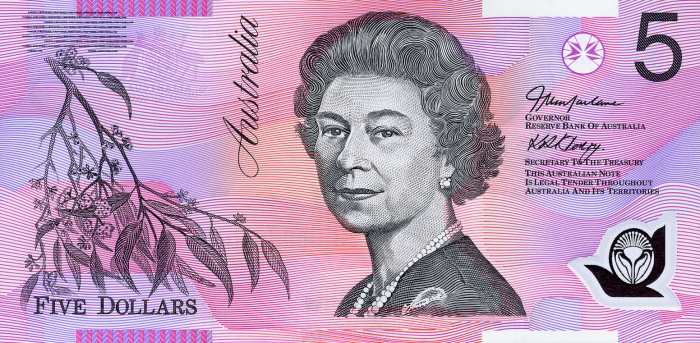 Australia
5
GOVERNOR
RESERVE BANK OF AUSTRALIA
SECRETARY TO THE TREASURY
THIS AUSTRALIAN NOTE
IS LEGAL TENDER THROUGHOUT
AUSTRALIA AND ITS TERRITORIES
FIVE DOLLARS